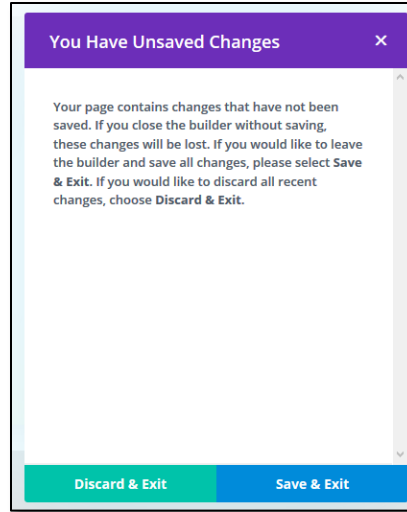 You Have Unsaved Changes ×
Your page contains changes that have not been
saved. If you close the builder without saving,
these changes will be lost. If you would like to leave
the builder and save all changes, please select Save
& Exit. If you would like to discard all recent
changes, choose Discard & Exit.
Discard & Exit
Save & Exit